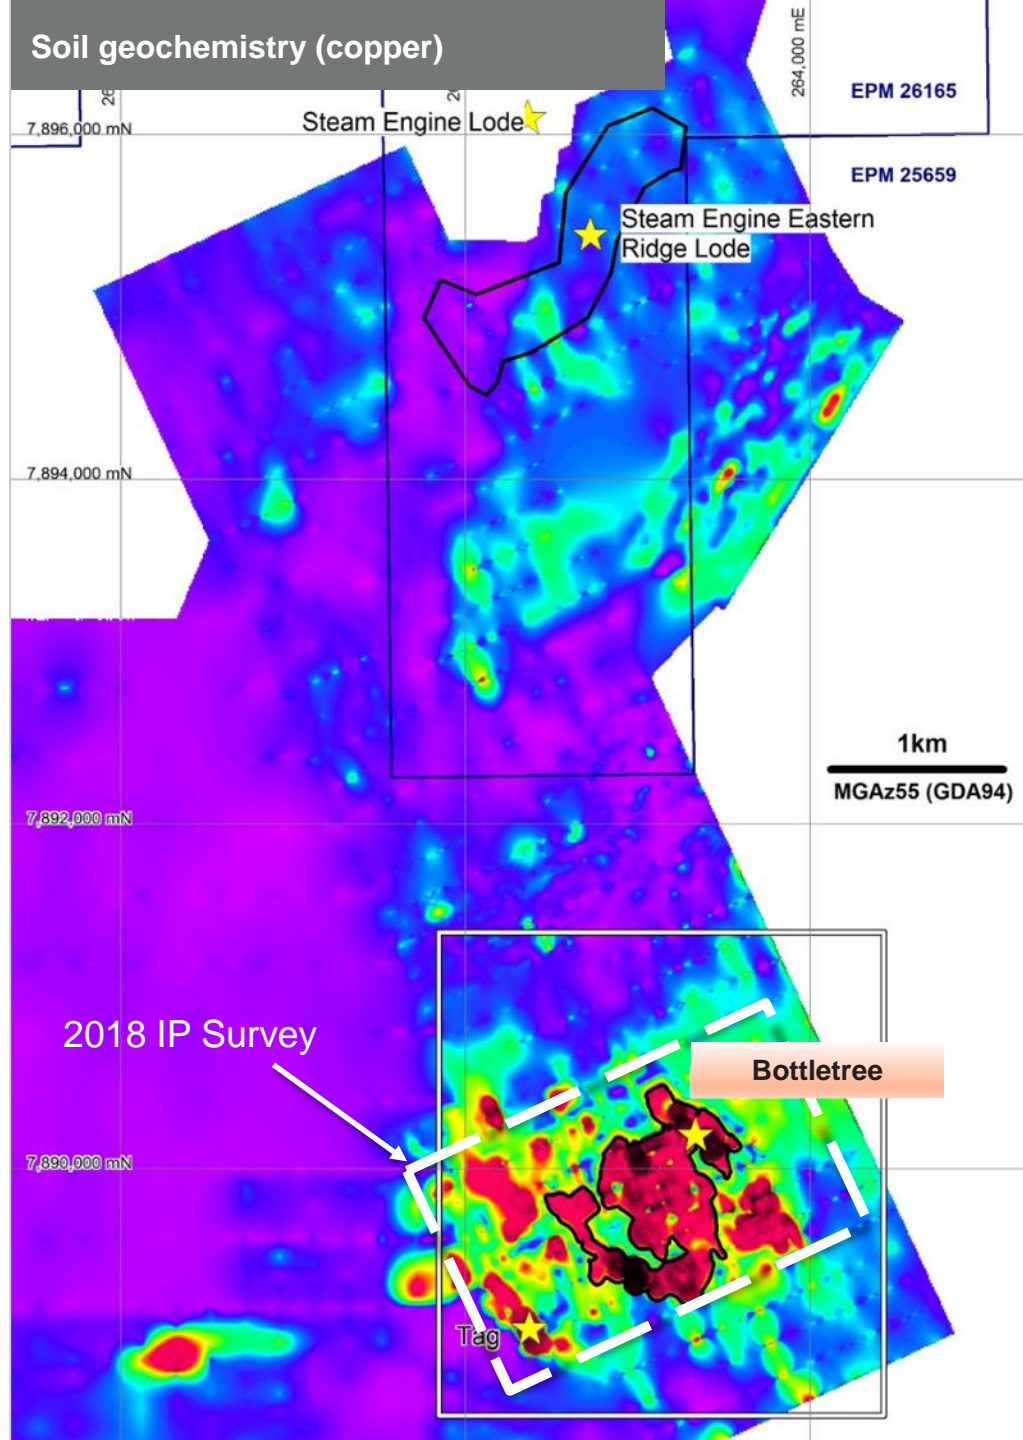 Soil geochemistry (copper)
264,000 mE
EPM 26165
Steam Engine Lode
7,896,000 mN
EPM 25659
Steam Engine Eastern
Ridge Lode
7,894,000 mN
1km
MGAz55 (GDA94)
7,892,000 mN
2018 IP Survey
Bottletree
7,890,000 mN
Tag